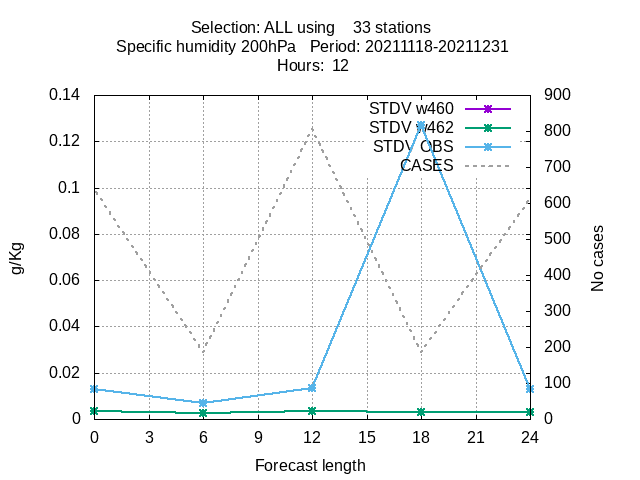 Selection: ALL using    33 stations
Specific humidity 200hPa   Period: 20211118-20211231
Hours:  12
0.14
0.12
0.1
0.08
0.06
0.04
0.02
0
g/Kg
STDV w460
STDV w462
STDV OBS
CASES
900
800
700
600
500
400
300
200
100
0
No cases
0 3 6 9 12 15 18 21 24
Forecast length